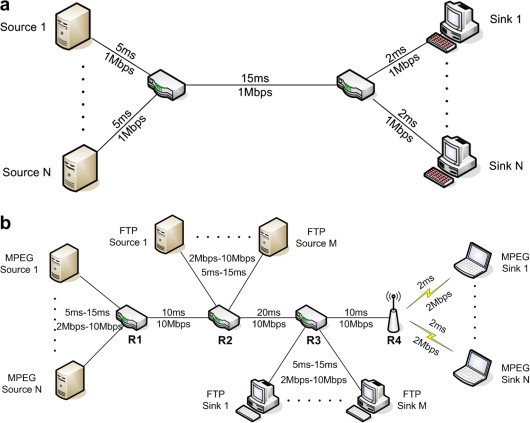 a
Source 1
5ms
1Mbps
5ms
1Mbps
Source N
15ms
1Mbps
2ms
1Mbps
2ms
1Mbps
Sink 1
Sink N
b
MPEG
Source 1
MPEG
Source N
5ms-15ms
2Mbps-10Mbps
FTP
Source 1
FTP
Source M
2Mbps-10Mbps
5ms-15ms
R1
10ms
10Mbps
R2
20ms
10Mbps
R3
10ms
10Mbps
R4
5ms-15ms
2Mbps-10Mbps
FTP
Sink 1
FTP
Sink M
2ms
2Mbps
2ms
2Mbps
MPEG
Sink 1
MPEG
Sink N